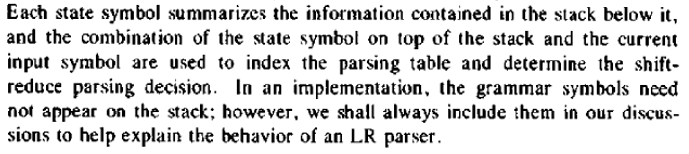 Each state symbol summarizes the information contained in the stack below it,
and the combination of the state symbol on top of the stack and the current
input symbol are used to index the parsing table and determine the shift-
reduce parsing decision. In an implementation, the grammar symbols need
not appear on the stack; however, we shall always include them in our discus-
sions to help explain the behavior of an LR parser.